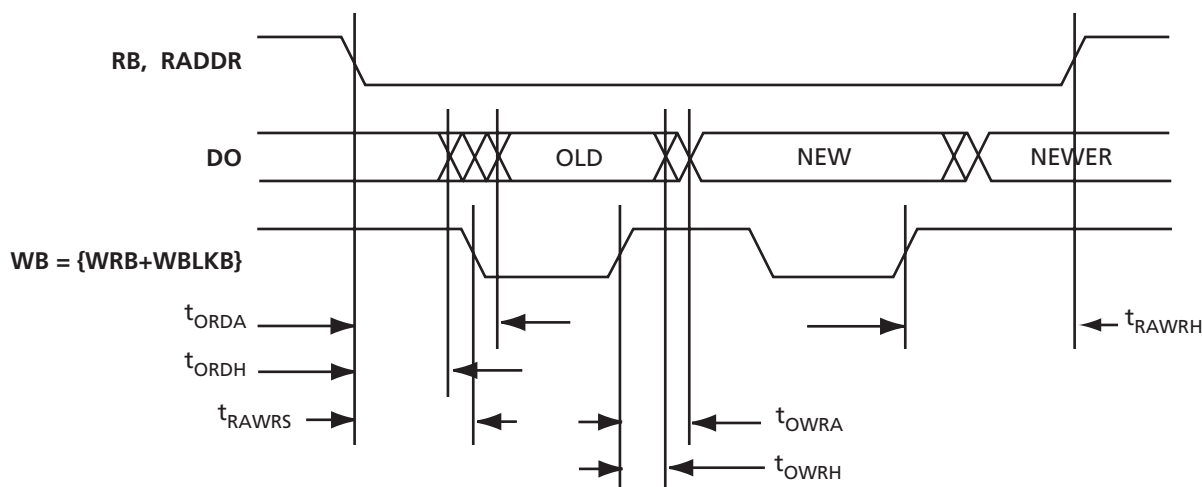 RB, RADDR
DO
OLD
NEW
NEWER
WB = {WRB+WBLKB}
tORDA
tRAWRH
tORDH
tRAWRS
tOWRA
tOWRH